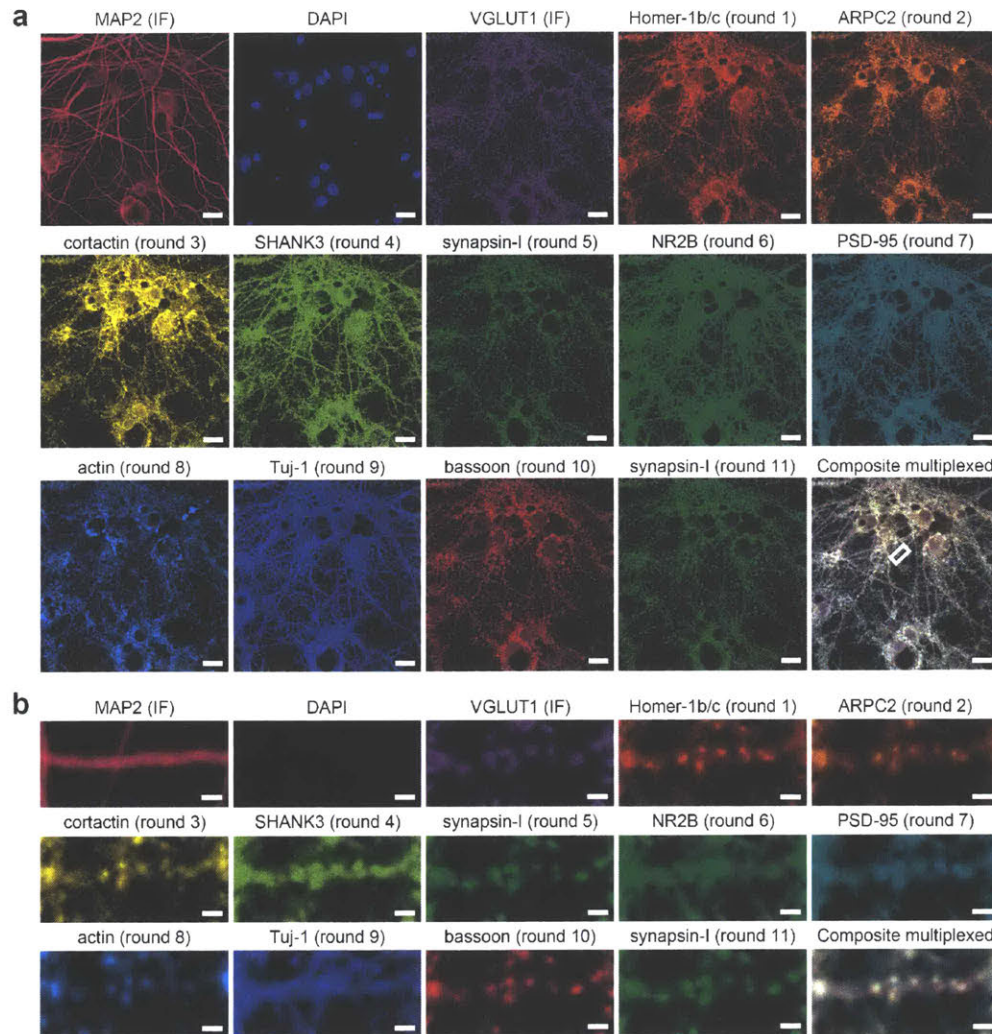 a
MAP2 (IF) DAPI VGLUT1 (IF) Homer-1b/c (round 1) ARPC2 (round 2)
cortactin (round 3) SHANK3 (round 4) synapsin-I (round 5) NR2B (round 6) PSD-95 (round 7)
actin (round 8) Tuj-1 (round 9) bassoon (round 10) synapsin-I (round 11) Composite multiplexed
b
MAP2 (IF) DAPI VGLUT1 (IF) Homer-1b/c (round 1) ARPC2 (round 2)
cortactin (round 3) SHANK3 (round 4) synapsin-I (round 5) NR2B (round 6) PSD-95 (round 7)
actin (round 8) Tuj-1 (round 9) bassoon (round 10) synapsin-I (round 11) Composite multiplexed